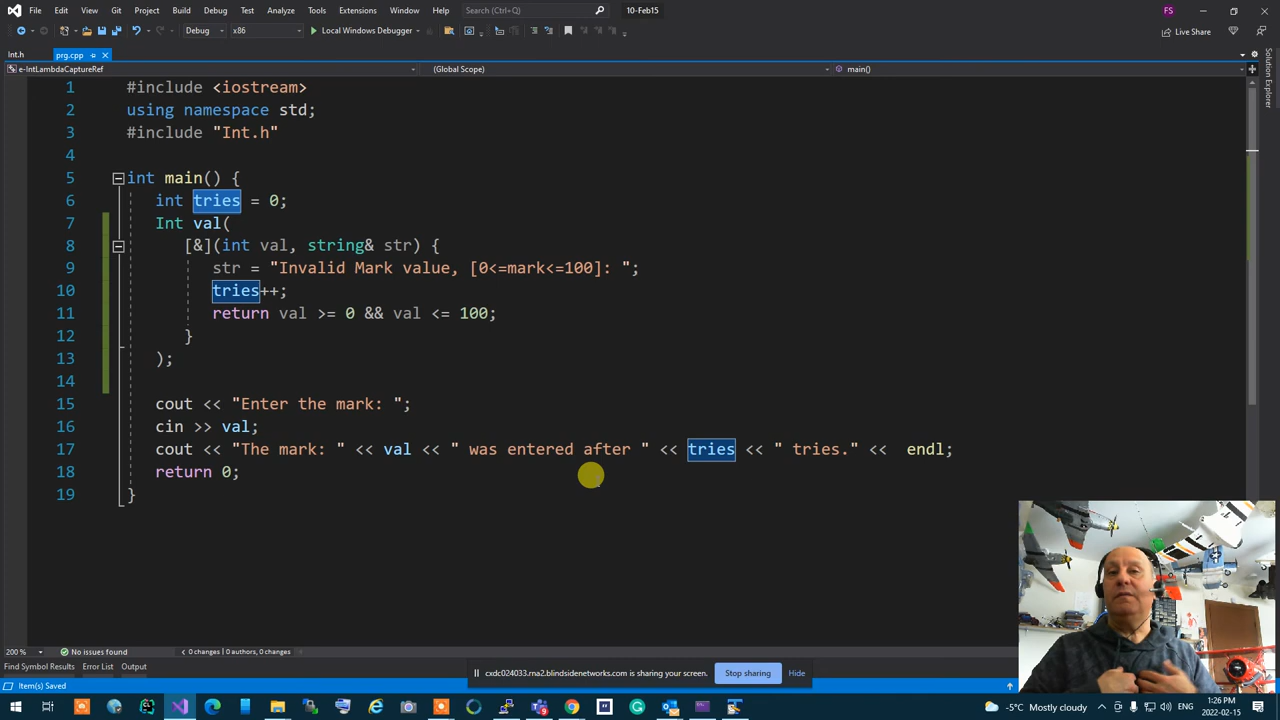 File Edit View Git Project Build Debug Test Analyze Tools Extensions Window Help Search (Ctrl+Q) 10-Feb15 FS
Debug x86 Local Windows Debugger Live Share
Int.h prg.cpp
e-IntLambdaCaptureRef (Global Scope) main()
Solution Explorer
1 #include <iostream>
2 using namespace std;
3 #include "Int.h"
4
5 int main() {
6 int tries = 0;
7 Int val(
8 [&](int val, string& str) {
9 str = "Invalid Mark value, [0<=mark<=100]: ";
10 tries++;
11 return val >= 0 && val <= 100;
12 }
13 );
14
15 cout << "Enter the mark: ";
16 cin >> val;
17 cout << "The mark: " << val << " was entered after " << tries << " tries." << endl;
18 return 0;
19 }
200 % No issues found 0 changes | 0 authors, 0 changes
Find Symbol Results Error List Output
cxdc024033.rna2.blindsidenetworks.com is sharing your screen. Stop sharing Hide
Item(s) Saved
-5°C Mostly cloudy 1:26 PM
2022-02-15